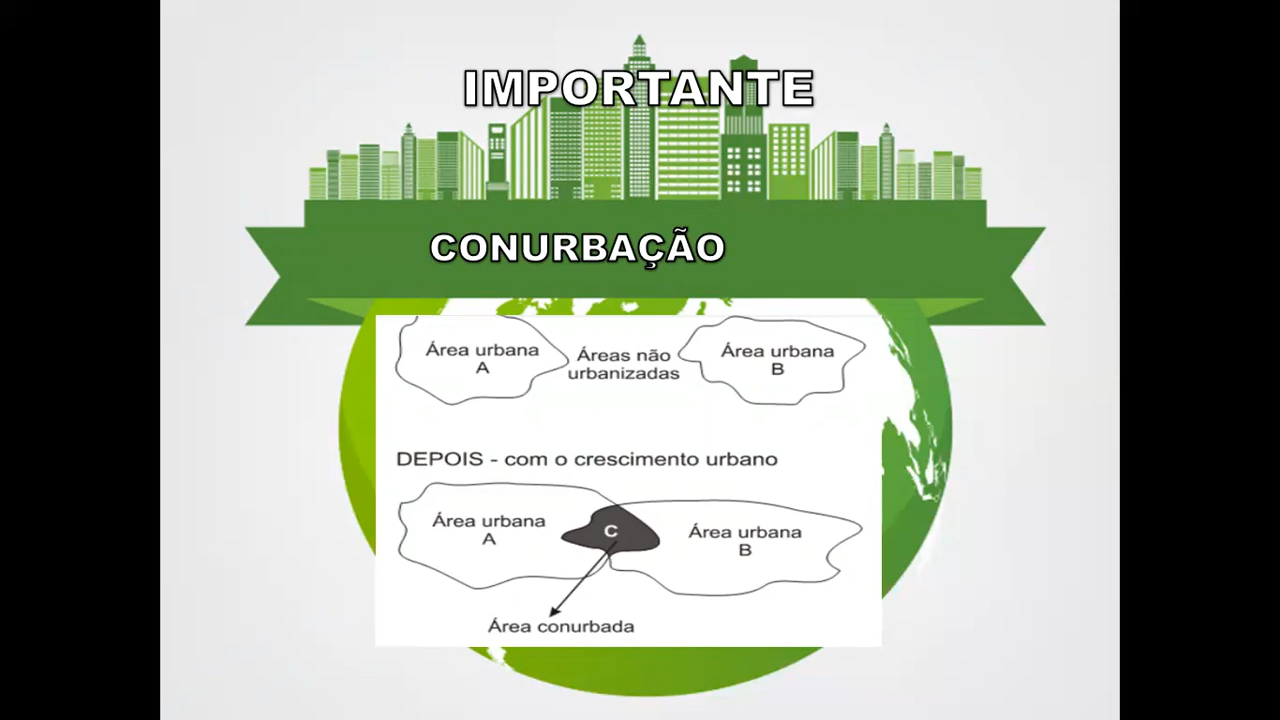 IMPORTANTE
CONURBAÇÃO
Área urbana
A
Áreas não
urbanizadas
Área urbana
B
DEPOIS - com o crescimento urbano
Área urbana
A
C
Área urbana
B
Área conurbada